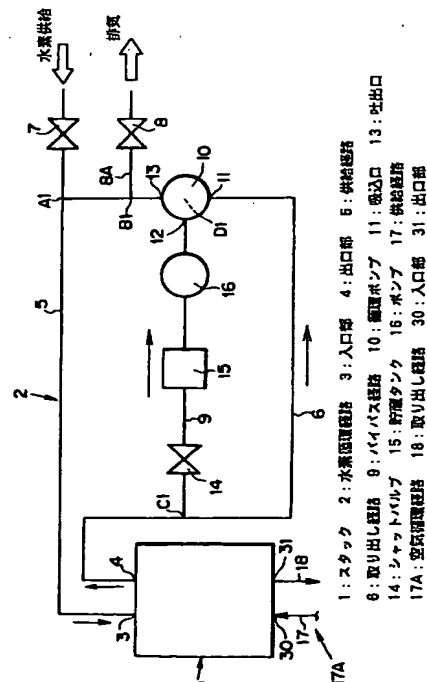 水素供給
排気
7
8
A1
8A
B1
13
10
11
12
D1
16
5
2
15
9
14
C1
6
4
3
31
18
30
17
17A
1:スタック 2:水素循環経路 3:入口部 4:出口部 5:供給経路
6:取り出し経路 9:バイパス経路 10:循環ポンプ 11:吸込口 13:吐出口
14:シャットバルブ 15:貯蔵タンク 16:ポンプ 17:供給経路
17A:空気循環経路 18:取り出し経路 30:入口部 31:出口部